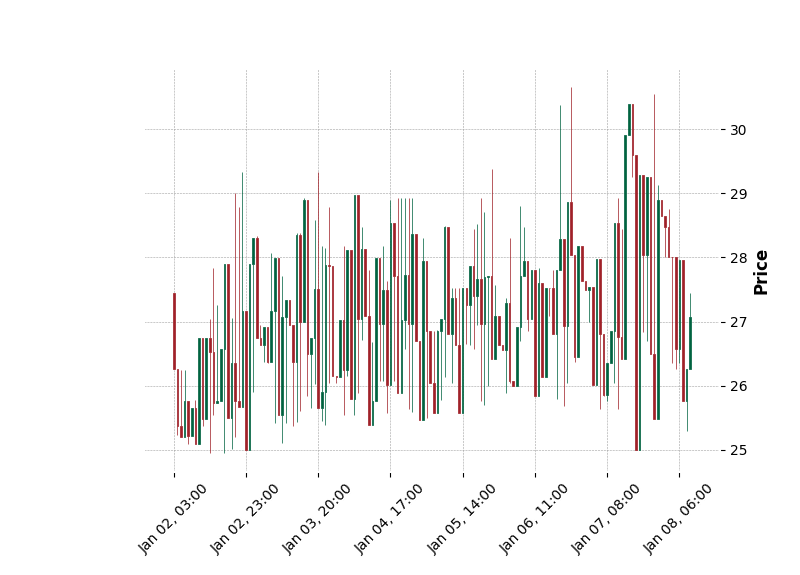 30
29
28
27
26
25
Price
Jan 02, 03:00
Jan 02, 23:00
Jan 03, 20:00
Jan 04, 17:00
Jan 05, 14:00
Jan 06, 11:00
Jan 07, 08:00
Jan 08, 06:00